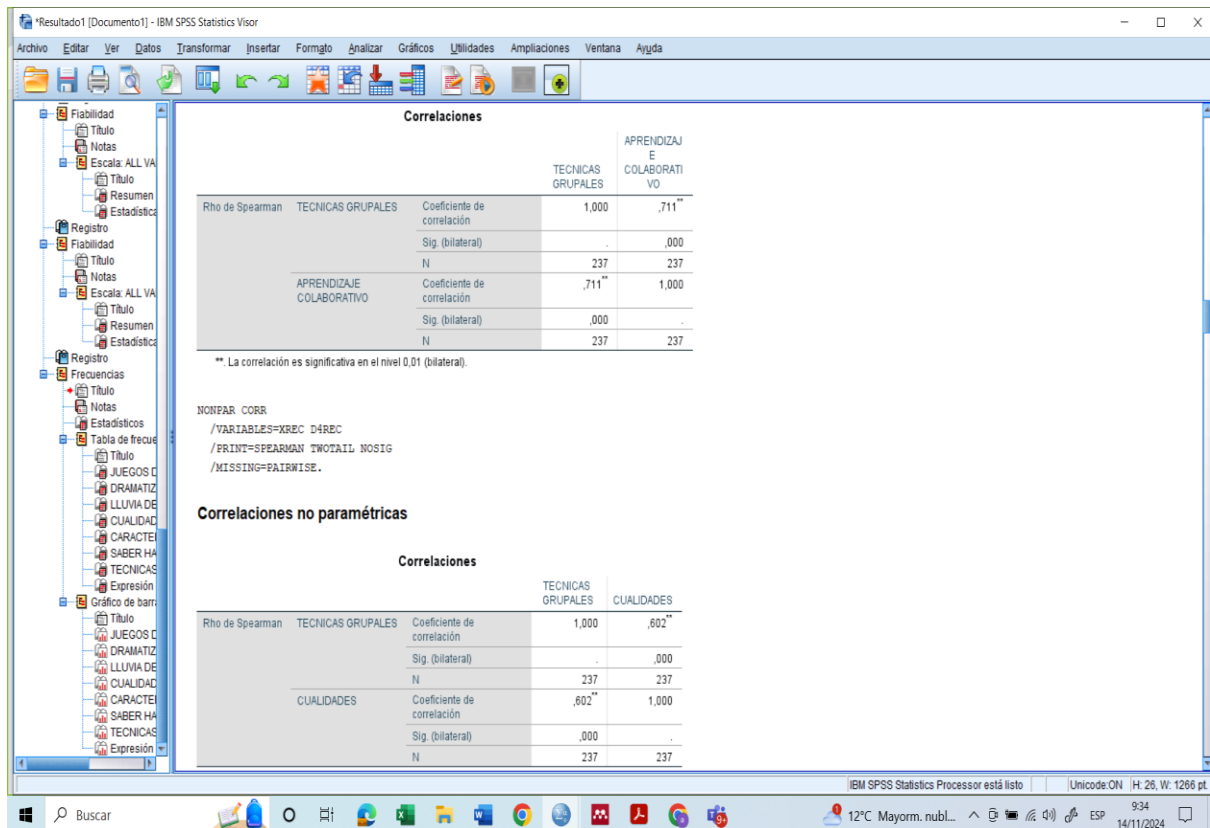 *Resultado1 [Documento1] - IBM SPSS Statistics Visor
Archivo Editar Ver Datos Transformar Insertar Formato Analizar Gráficos Utilidades Ampliaciones Ventana Ayuda
Fiabilidad
Título
Notas
Escala: ALL VA
Título
Resumen
Estadística
Registro
Fiabilidad
Título
Notas
Escala: ALL VA
Título
Resumen
Estadística
Registro
Frecuencias
Título
Notas
Estadísticos
Tabla de frecue
Título
JUEGOS D
DRAMATIZ
LLUVIA DE
CUALIDAD
CARACTE
SABER HA
TECNICAS
Expresión
Gráfico de barr
Título
JUEGOS D
DRAMATIZ
LLUVIA DE
CUALIDAD
CARACTE
SABER HA
TECNICAS
Expresión
Correlaciones
TECNICAS GRUPALES
APRENDIZAJ
E
COLABORATI
VO
Rho de Spearman TECNICAS GRUPALES Coeficiente de correlación 1,000 ,711**
Sig. (bilateral) . ,000
N 237 237
APRENDIZAJE COLABORATIVO Coeficiente de correlación ,711** 1,000
Sig. (bilateral) ,000 .
N 237 237
**. La correlación es significativa en el nivel 0,01 (bilateral).
NONPAR CORR
/VARIABLES=XREC D4REC
/PRINT=SPEARMAN TWOTAIL NOSIG
/MISSING=PAIRWISE.
Correlaciones no paramétricas
Correlaciones
TECNICAS GRUPALES CUALIDADES
Rho de Spearman TECNICAS GRUPALES Coeficiente de correlación 1,000 ,602**
Sig. (bilateral) . ,000
N 237 237
CUALIDADES Coeficiente de correlación ,602** 1,000
Sig. (bilateral) ,000 .
N 237 237
IBM SPSS Statistics Processor está listo Unicode:ON H: 26, W: 1266 pt.
Buscar
12°C Mayorm. nubl... ESP 9:34
14/11/2024